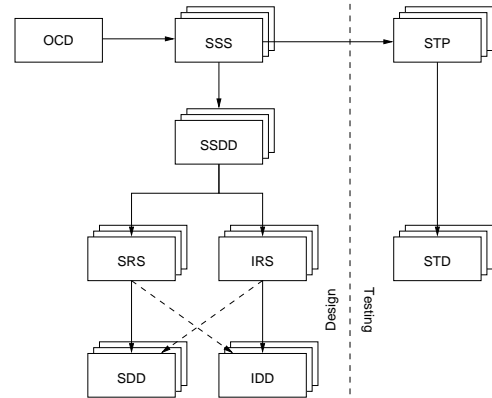 OCD
SSS
STP
SSDD
SRS
IRS
STD
Design
Testing
SDD
IDD